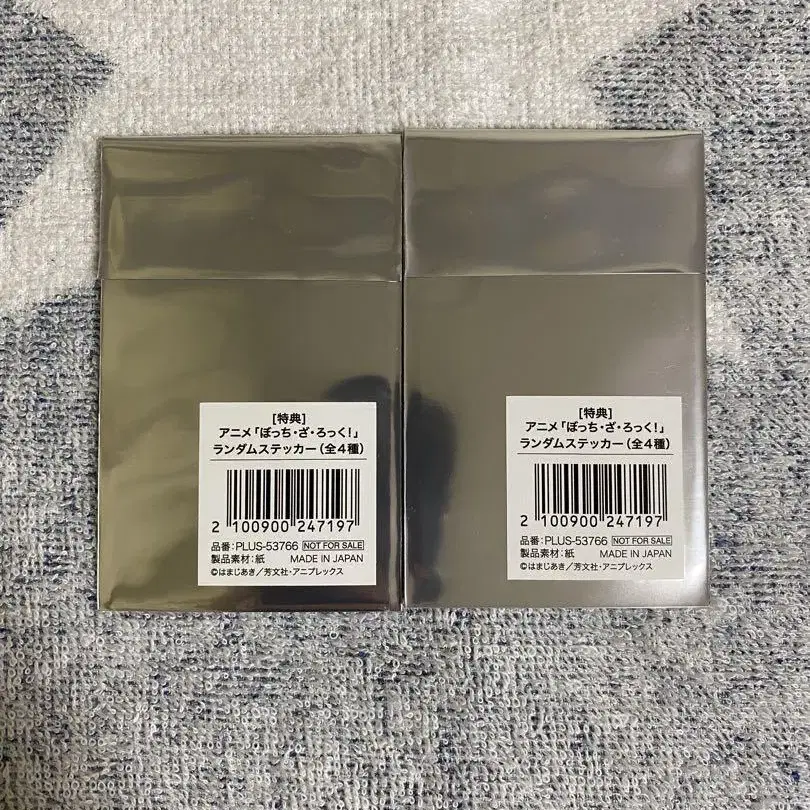 [特典]
アニメ「ぼっち・ざ・ろっく！」
ランダムステッカー（全4種）
2 100900 247197
品番：PLUS-53766 NOT FOR SALE
製品素材：紙 MADE IN JAPAN
©はまじあき／芳文社・アニプレックス
[特典]
アニメ「ぼっち・ざ・ろっく！」
ランダムステッカー（全4種）
2 100900 247197
品番：PLUS-53766 NOT FOR SALE
製品素材：紙 MADE IN JAPAN
©はまじあき／芳文社・アニプレックス